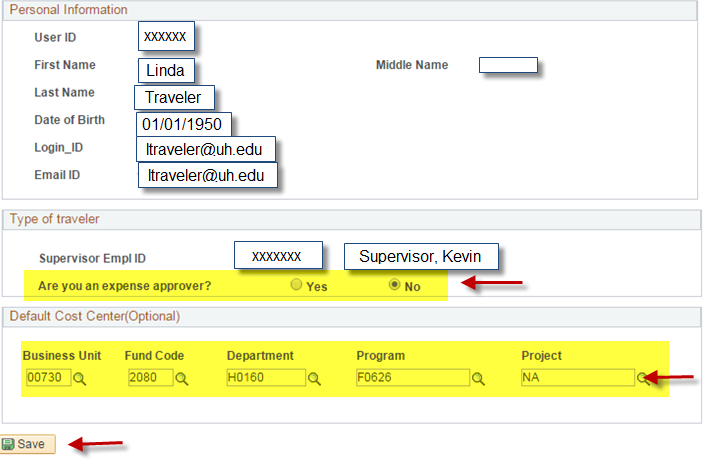 Personal Information
User ID XXXXXX
First Name Linda Middle Name
Last Name Traveler
Date of Birth 01/01/1950
Login_ID ltraveler@uh.edu
Email ID ltraveler@uh.edu
Type of traveler
Supervisor Empl ID xxxxxxx Supervisor, Kevin
Are you an expense approver? Yes No
Default Cost Center(Optional)
Business Unit Fund Code Department Program Project
00730 2080 H0160 F0626 NA
Save